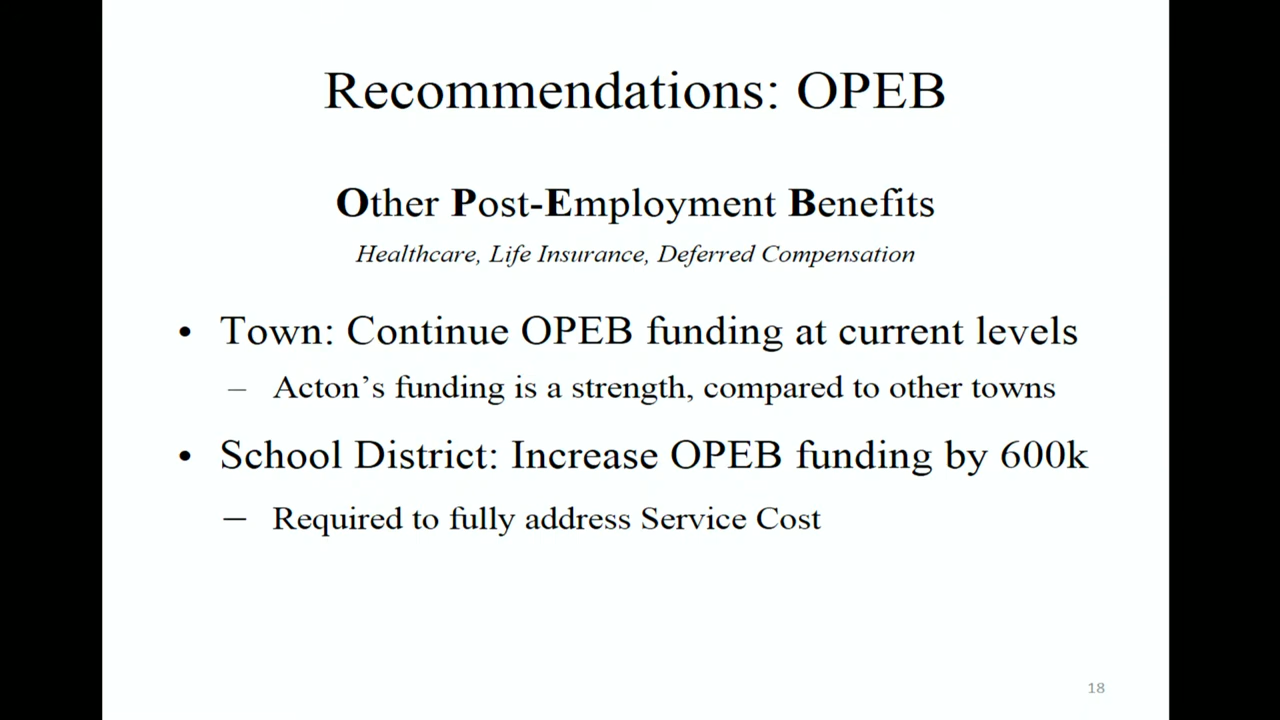 Recommendations: OPEB
Other Post-Employment Benefits
Healthcare, Life Insurance, Deferred Compensation
• Town: Continue OPEB funding at current levels
– Acton’s funding is a strength, compared to other towns
• School District: Increase OPEB funding by 600k
– Required to fully address Service Cost
18